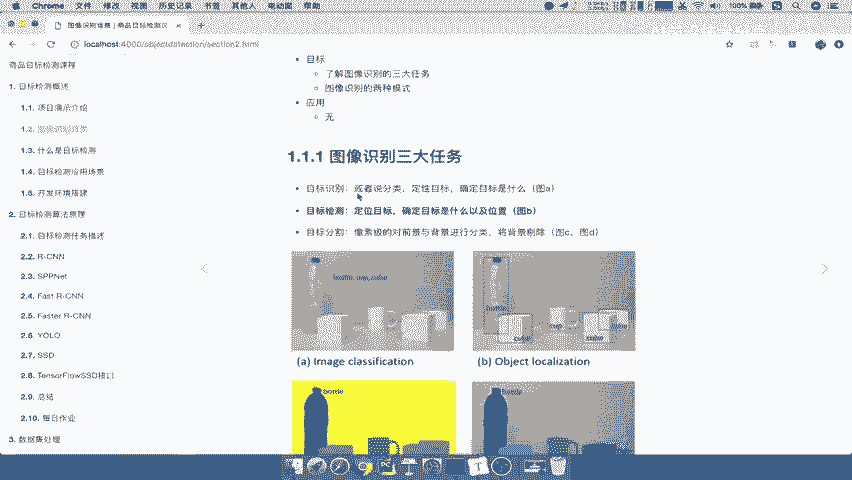 Chrome 文件 修改 视图 历史记录 书签 其他人 电动窗 帮助
100%
图像识别背景 | 商品目标检测课
localhost:4000/objectdetection/section2.html
商品目标检测课程
1. 目标检测概述
1.1. 项目演示介绍
1.2. 图像识别背景
1.3. 什么是目标检测
1.4. 目标检测应用场景
1.5. 开发环境搭建
2. 目标检测算法原理
2.1. 目标检测任务描述
2.2. R-CNN
2.3. SPPNet
2.4. Fast R-CNN
2.5. Faster R-CNN
2.6. YOLO
2.7. SSD
2.8. TensorFlowSSD接口
2.9. 总结
2.10. 每日作业
3. 数据集处理
目标
了解图像识别的三大任务
图像识别的两种模式
应用
无
1.1.1 图像识别三大任务
目标识别：或者说分类，定性目标，确定目标是什么（图a）
目标检测：定位目标，确定目标是什么以及位置（图b）
目标分割：像素级的对前景与背景进行分类，将背景剔除（图c、图d）
bottle, cup, cube
bottle
cup
cube
cube
cube
(a) Image classification
(b) Object localization
bottle
bottle